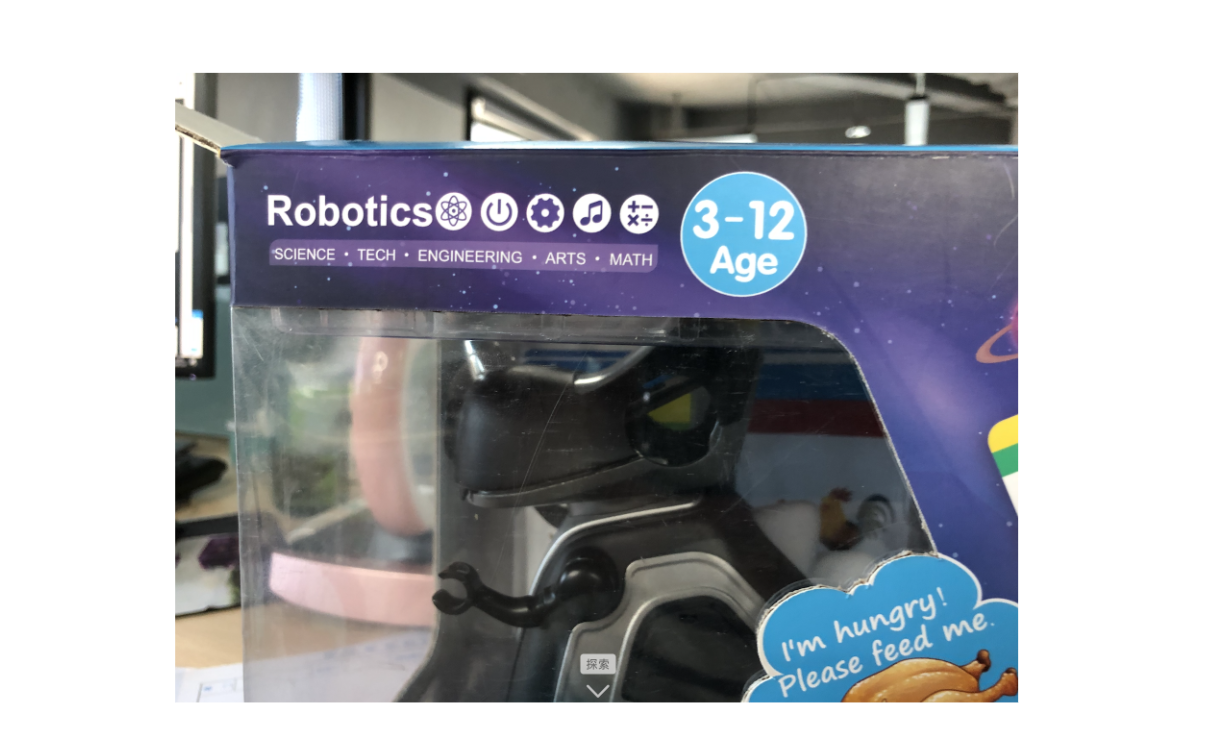 Robotics
SCIENCE • TECH • ENGINEERING • ARTS • MATH
3-12
Age
I'm hungry!
Please feed me.
探索